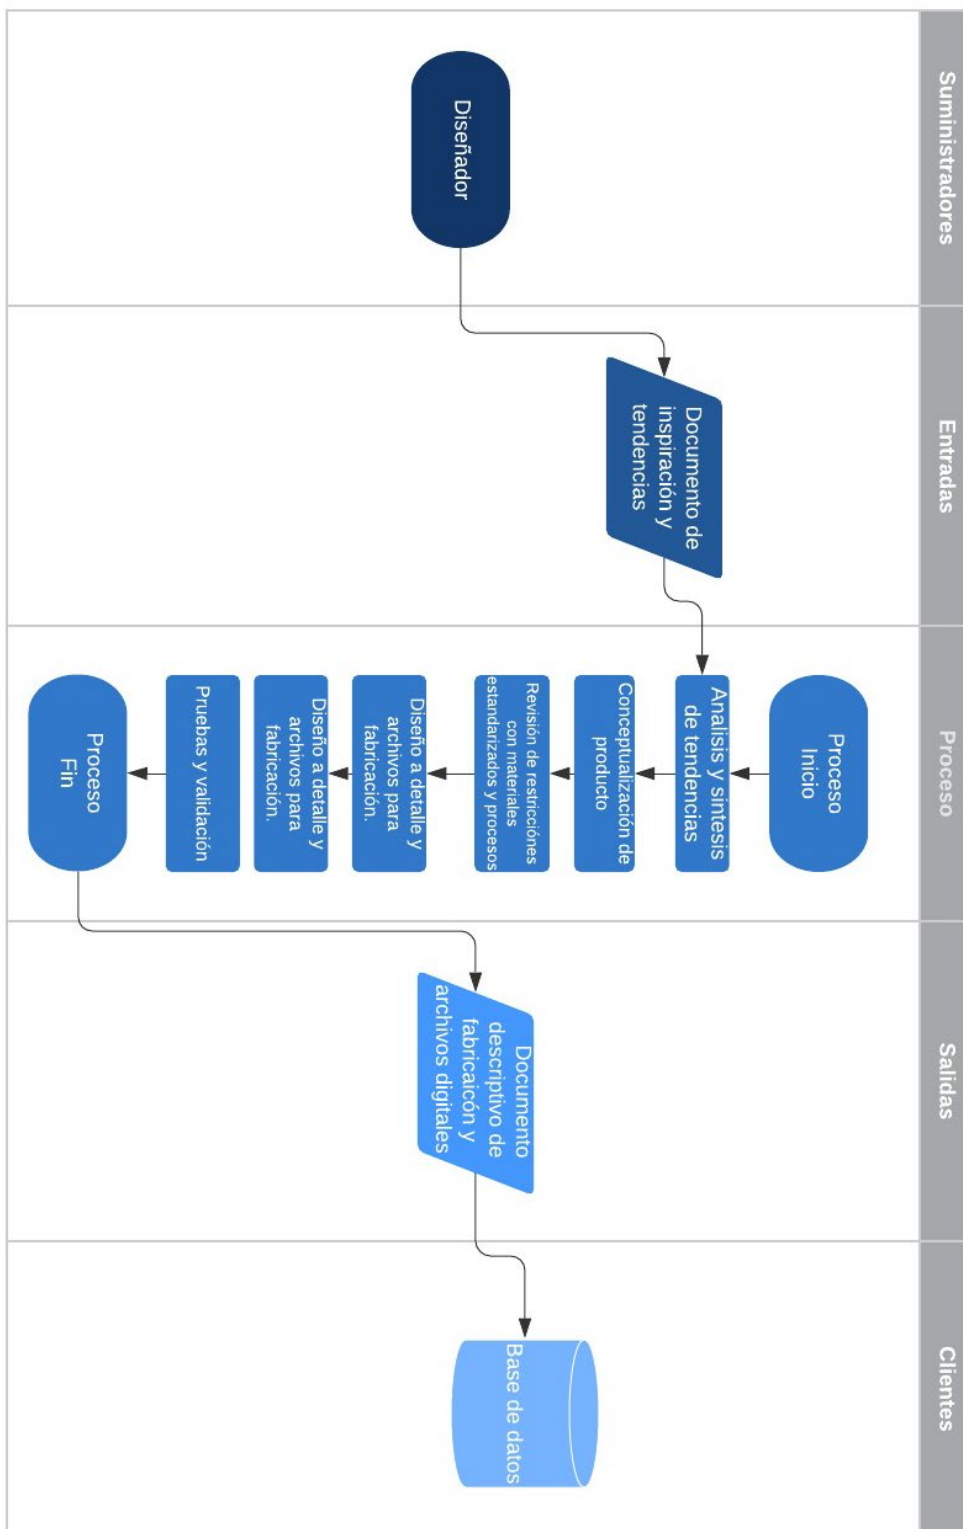 Suministradores
Entradas
Proceso
Salidas
Clientes
Diseñador
Documento de
inspiración y
tendencias
Proceso
Inicio
Analisis y sintesis
de tendencias
Conceptualización de
producto
Revisión de restricciónes
con materiales
estandarizados y procesos
Diseño a detalle y
archivos para
fabricación.
Diseño a detalle y
archivos para
fabricación.
Pruebas y validación
Proceso
Fin
Documento
descriptivo de
fabricaicón y
archivos digitales
Base de datos